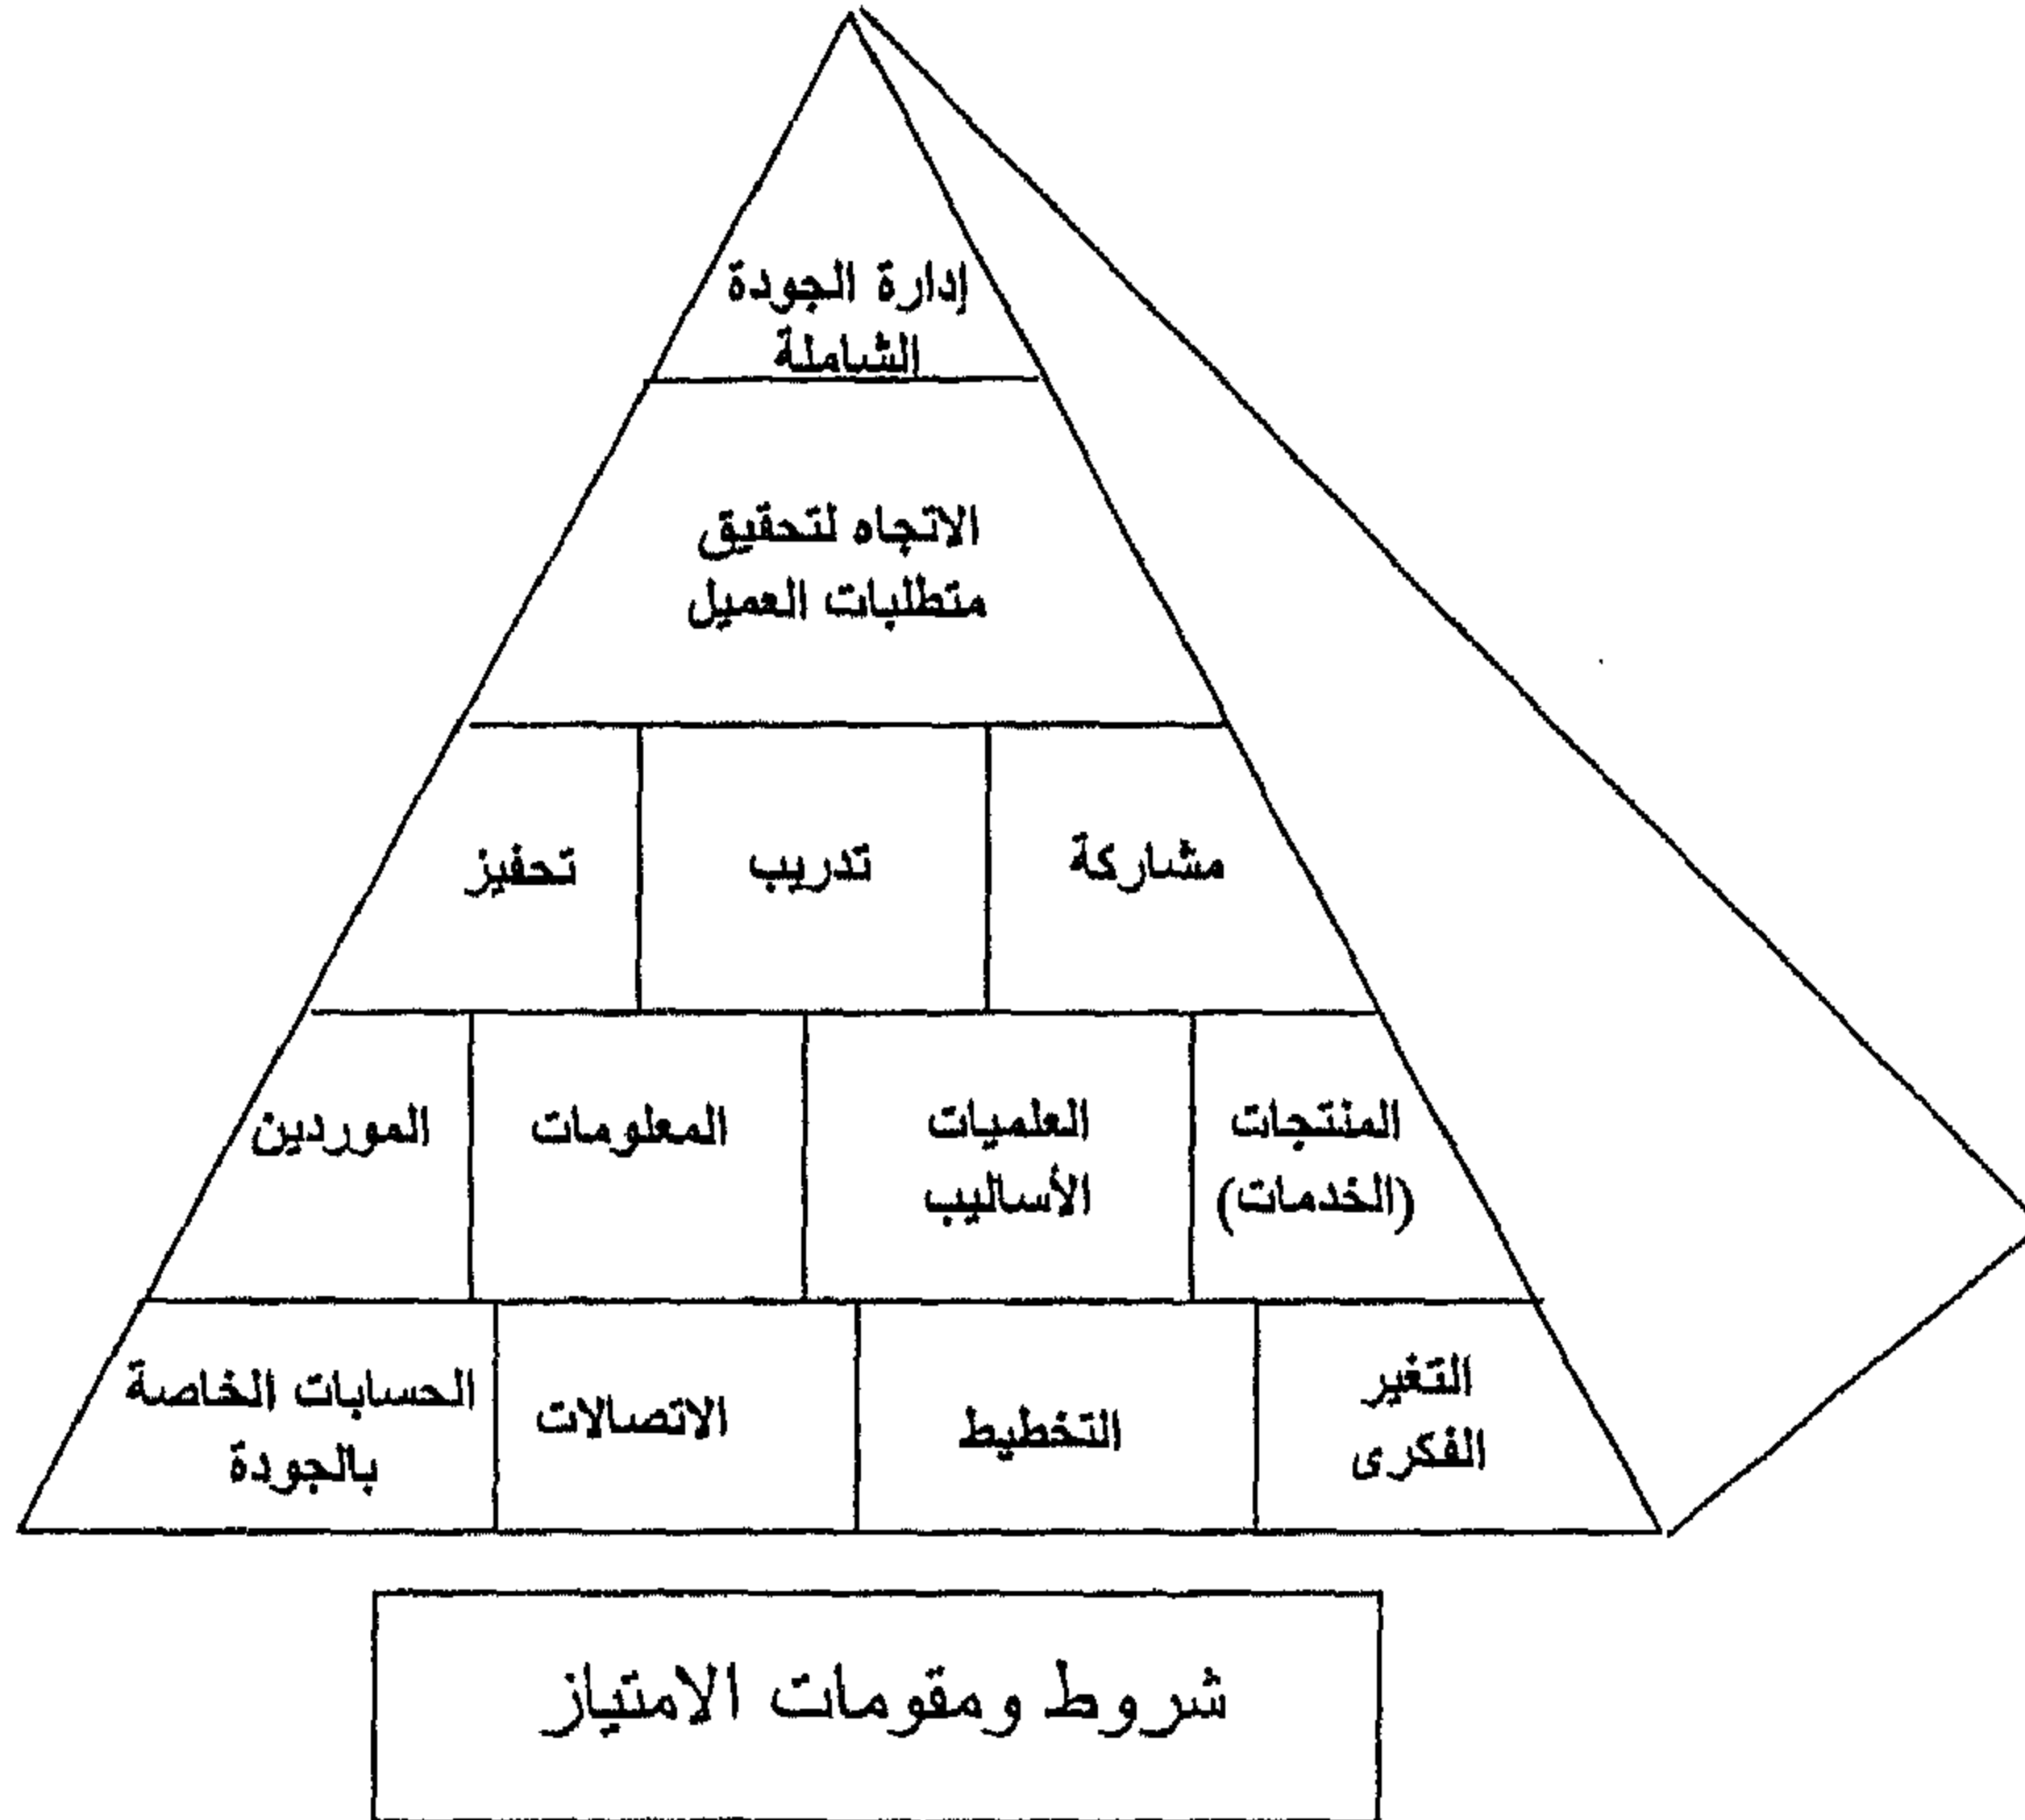 إدارة الجودة
الشاملة
الاتجاه لتحقيق
متطلبات العميل
مشاركة
تدريب
تحفيز
المنتجات
(الخدمات)
العلميات
الأساليب
المعلومات
الموردين
التغير
الفكرى
التخطيط
الاتصالات
الحسابات الخاصة
بالجودة
شروط ومقومات الامتياز